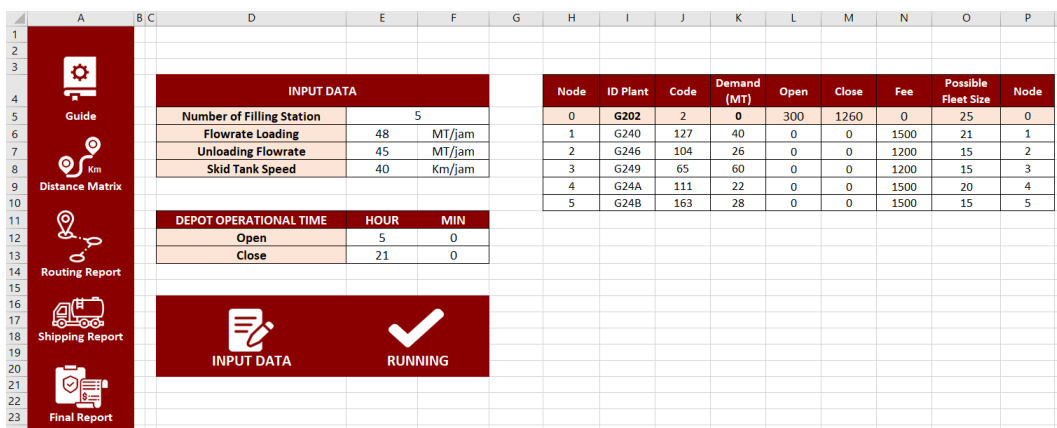 A B C D E F G H I J K L M N O P
1
2
3
4 INPUT DATA Node ID Plant Code Demand (MT) Open Close Fee Possible Fleet Size Node
5 Guide Number of Filling Station 5 0 G202 2 0 300 1260 0 25 0
6 Flowrate Loading 48 MT/jam 1 G240 127 40 0 0 1500 21 1
7 Unloading Flowrate 45 MT/jam 2 G246 104 26 0 0 1200 15 2
8 Km Skid Tank Speed 40 Km/jam 3 G249 65 60 0 0 1200 15 3
9 Distance Matrix 4 G24A 111 22 0 0 1500 20 4
10 5 G24B 163 28 0 0 1500 15 5
11 DEPOT OPERATIONAL TIME HOUR MIN
12 Open 5 0
13 Close 21 0
14 Routing Report
15
16
17
18 Shipping Report
19
20 INPUT DATA RUNNING
21
22
23 Final Report